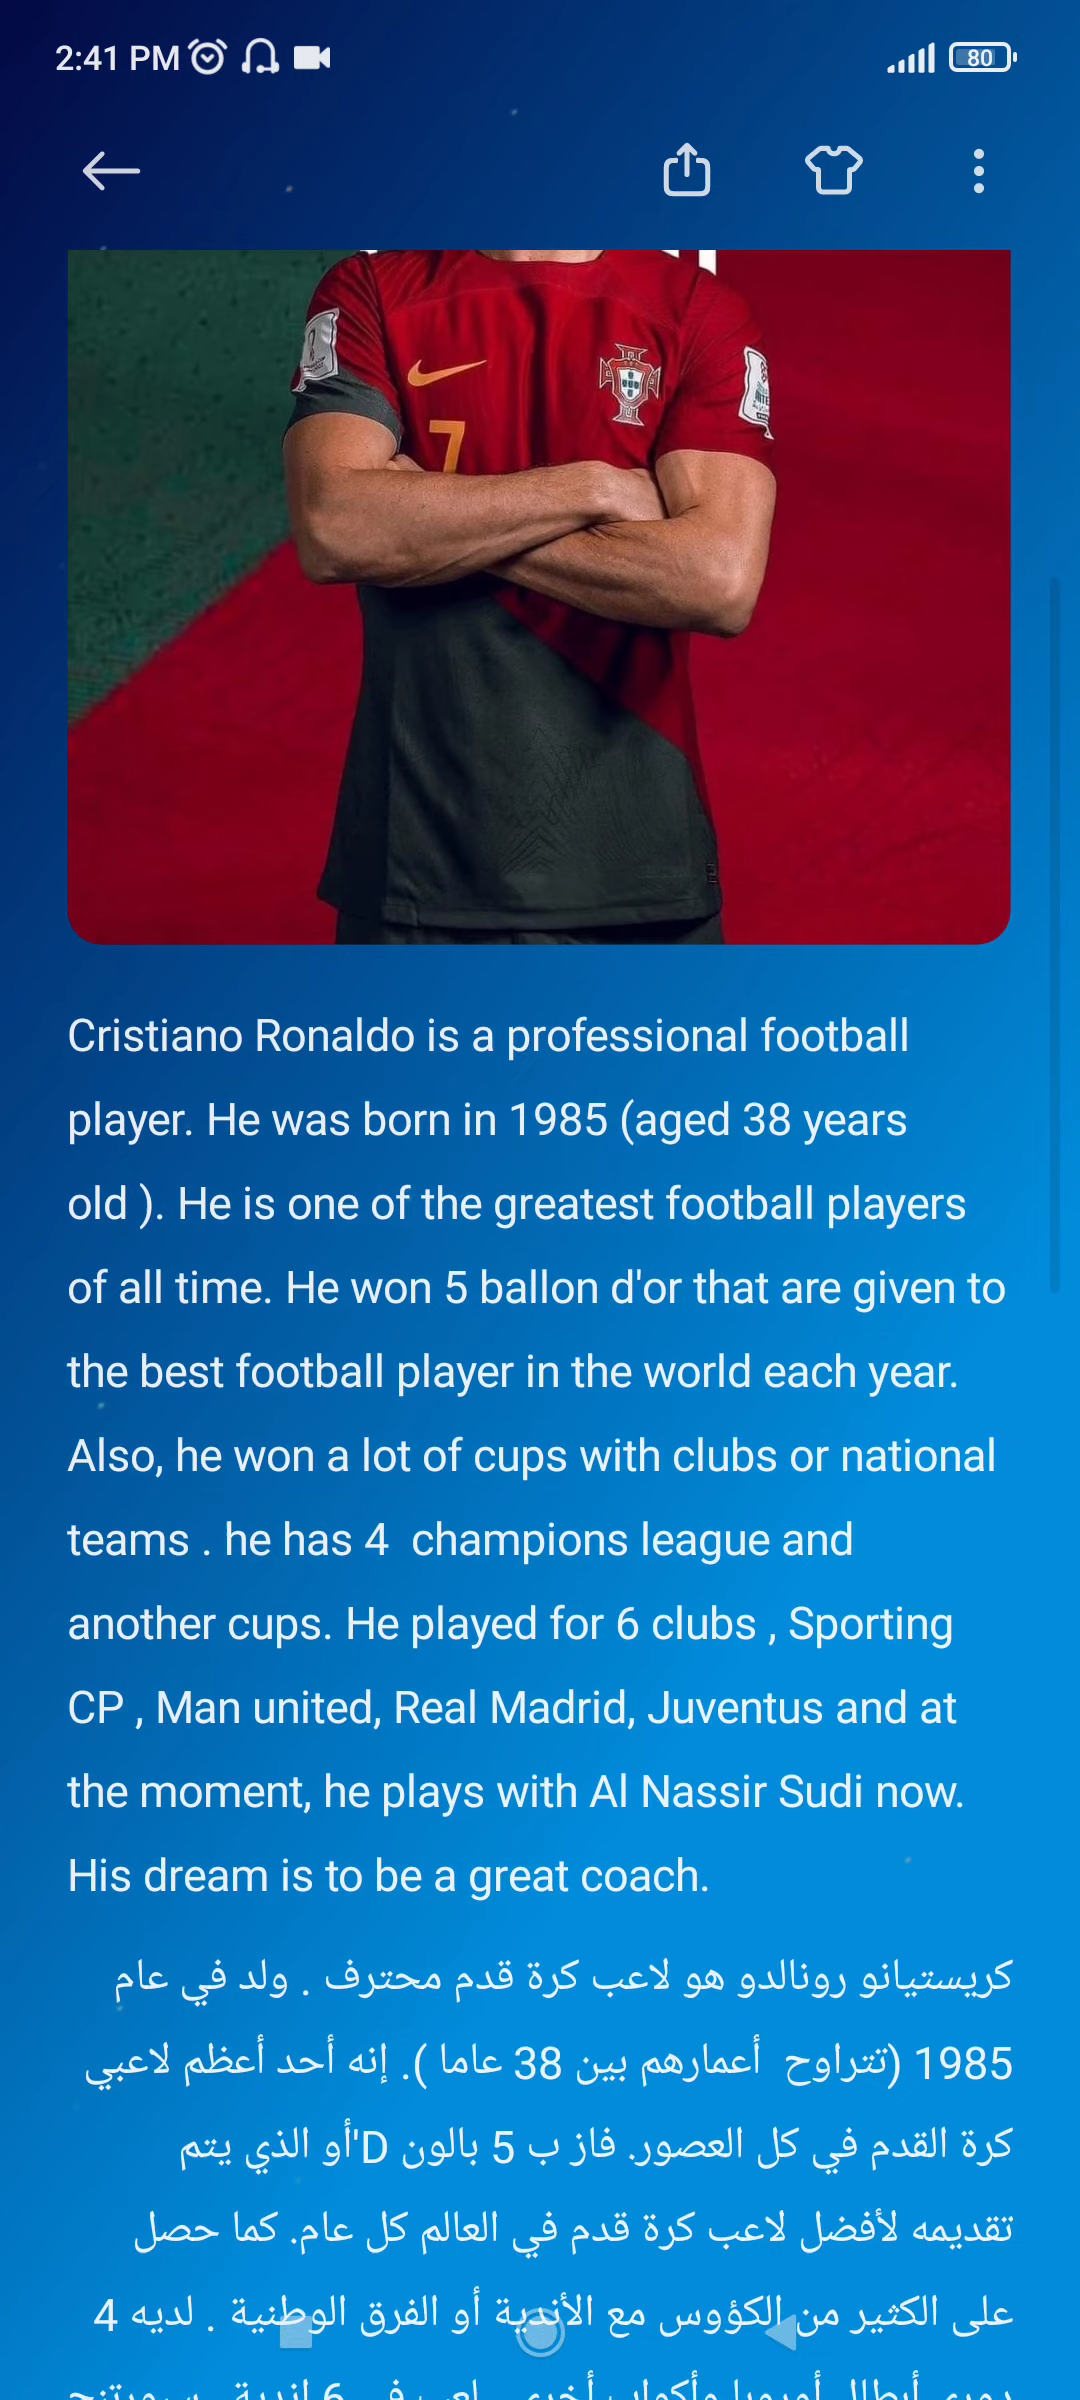 2:41 PM
80
7
Cristiano Ronaldo is a professional football
player. He was born in 1985 (aged 38 years
old ). He is one of the greatest football players
of all time. He won 5 ballon d'or that are given to
the best football player in the world each year.
Also, he won a lot of cups with clubs or national
teams . he has 4  champions league and
another cups. He played for 6 clubs , Sporting
CP , Man united, Real Madrid, Juventus and at
the moment, he plays with Al Nassir Sudi now.
His dream is to be a great coach.
كريستيانو رونالدو هو لاعب كرة قدم محترف . ولد في عام
1985 (تتراوح  أعمارهم بين 38 عاما ). إنه أحد أعظم لاعبي
كرة القدم في كل العصور. فاز ب 5 بالون D'أو الذي يتم
تقديمه لأفضل لاعب كرة قدم في العالم كل عام. كما حصل
على الكثير من الكؤوس مع الأندية أو الفرق الوطنية . لديه 4